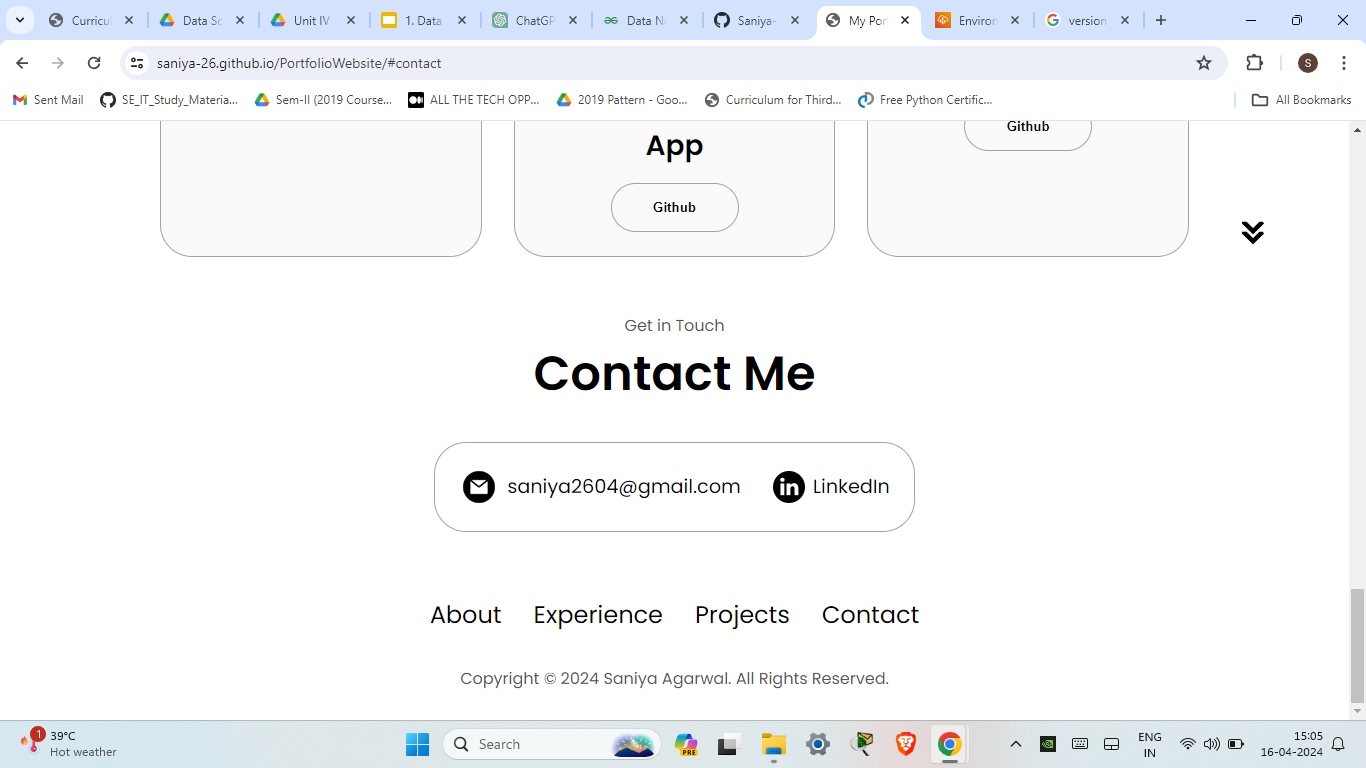 Curricul
Data Sc
Unit IV
1. Data
ChatGP
Data N
Saniya-
My Por
Environ
version
saniya-26.github.io/PortfolioWebsite/#contact
S
Sent Mail
SE_IT_Study_Materia...
Sem-II (2019 Course...
ALL THE TECH OPP...
2019 Pattern - Goo...
Curriculum for Third...
Free Python Certific...
All Bookmarks
Github
App
Github
Get in Touch
Contact Me
saniya2604@gmail.com
LinkedIn
About Experience Projects Contact
Copyright © 2024 Saniya Agarwal. All Rights Reserved.
1
39°C
Hot weather
Search
PRE
ENG
IN
15:05
16-04-2024